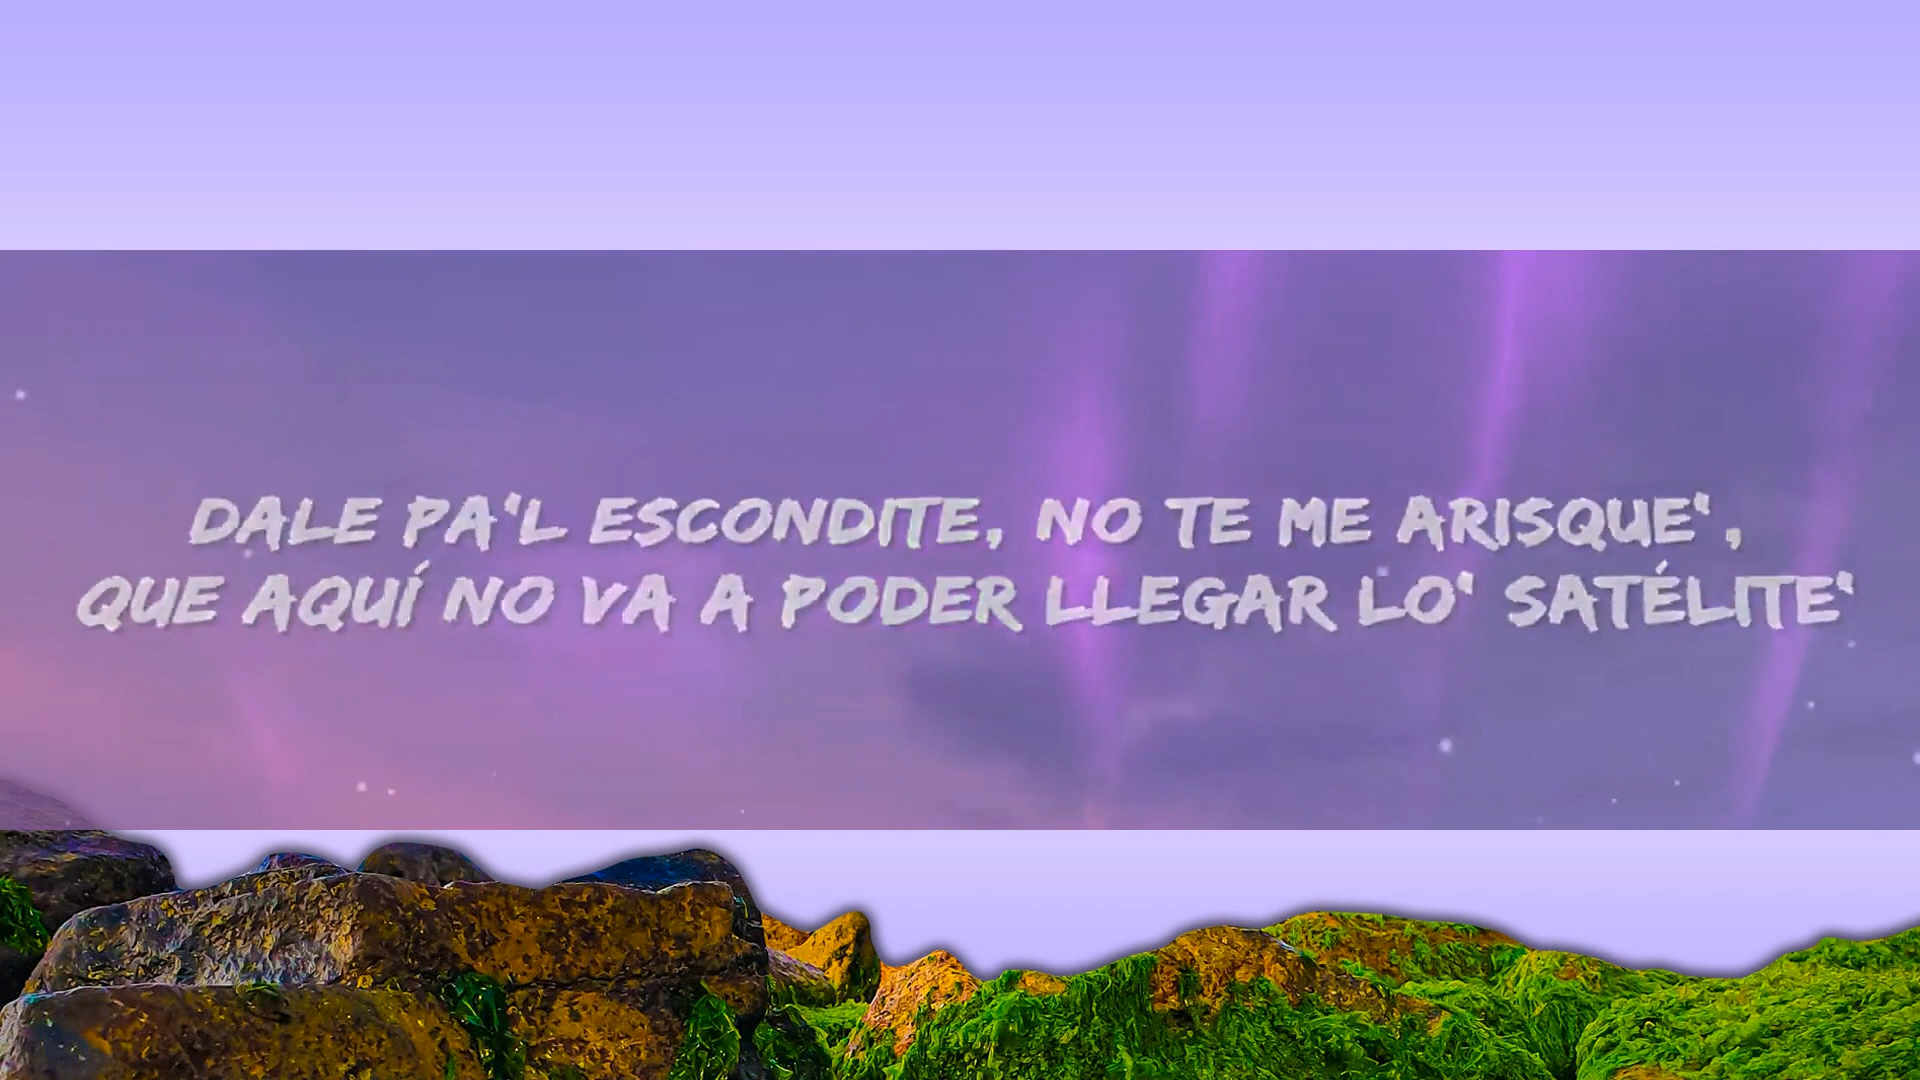 DALE PA'L ESCONDITE, NO TE ME ARISQUE',
QUE AQUÍ NO VA A PODER LLEGAR LO' SATÉLITE'